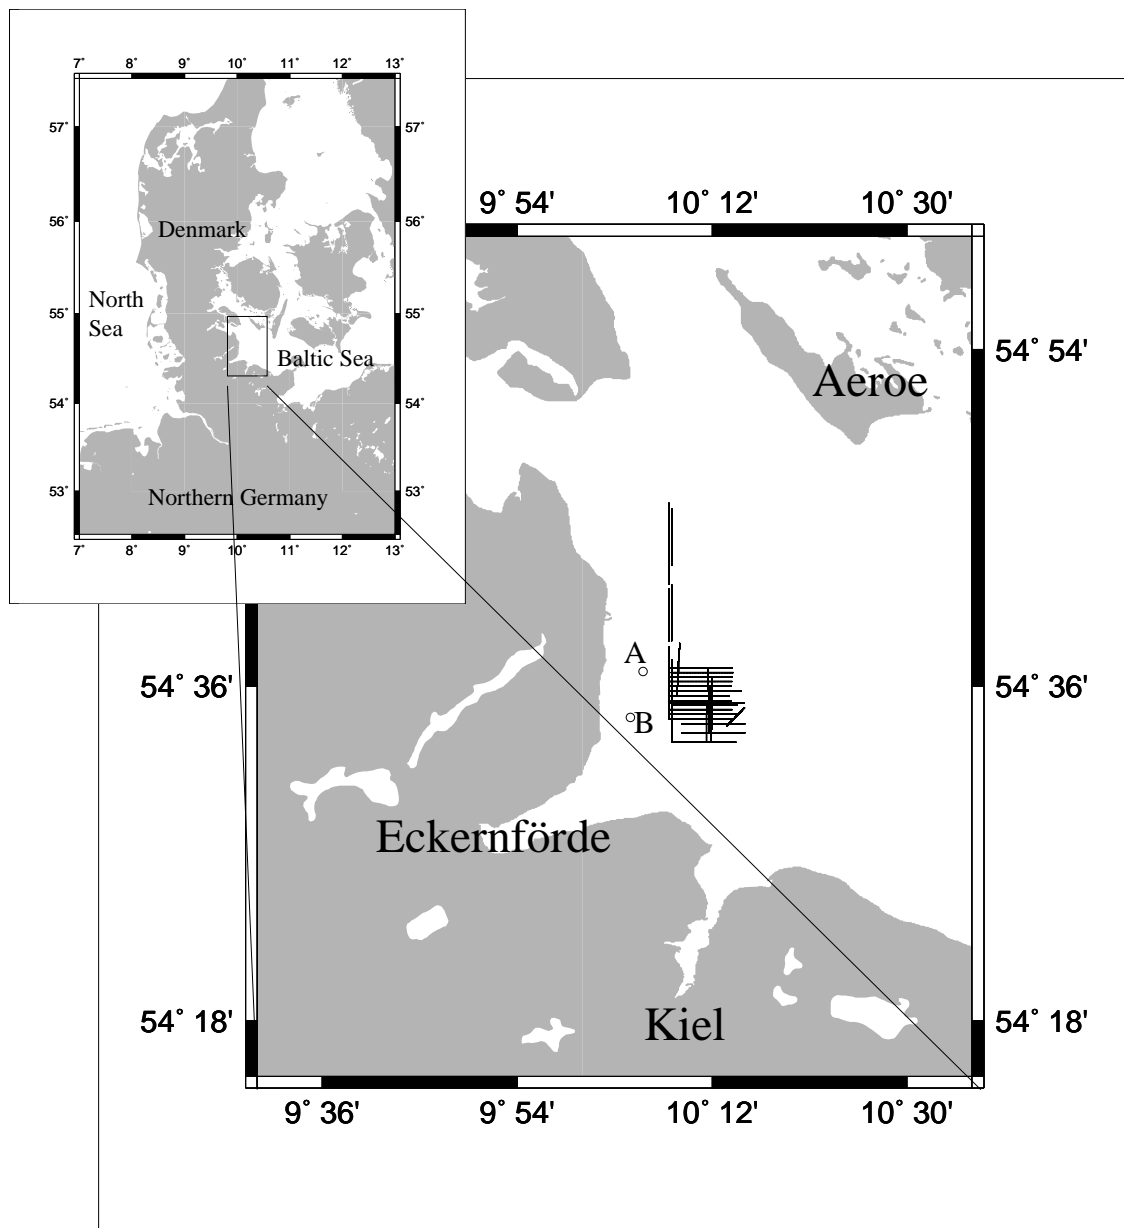 7° 8° 9° 10° 11° 12° 13°
57° 57°
56° 56°
Denmark
North
Sea
55° 55°
Baltic Sea
54° 54°
53° 53°
Northern Germany
7° 8° 9° 10° 11° 12° 13°
9° 54' 10° 12' 10° 30'
54° 54'
Aeroe
A
54° 36' 54° 36'
B
Eckernförde
54° 18' 54° 18'
Kiel
9° 36' 9° 54' 10° 12' 10° 30'